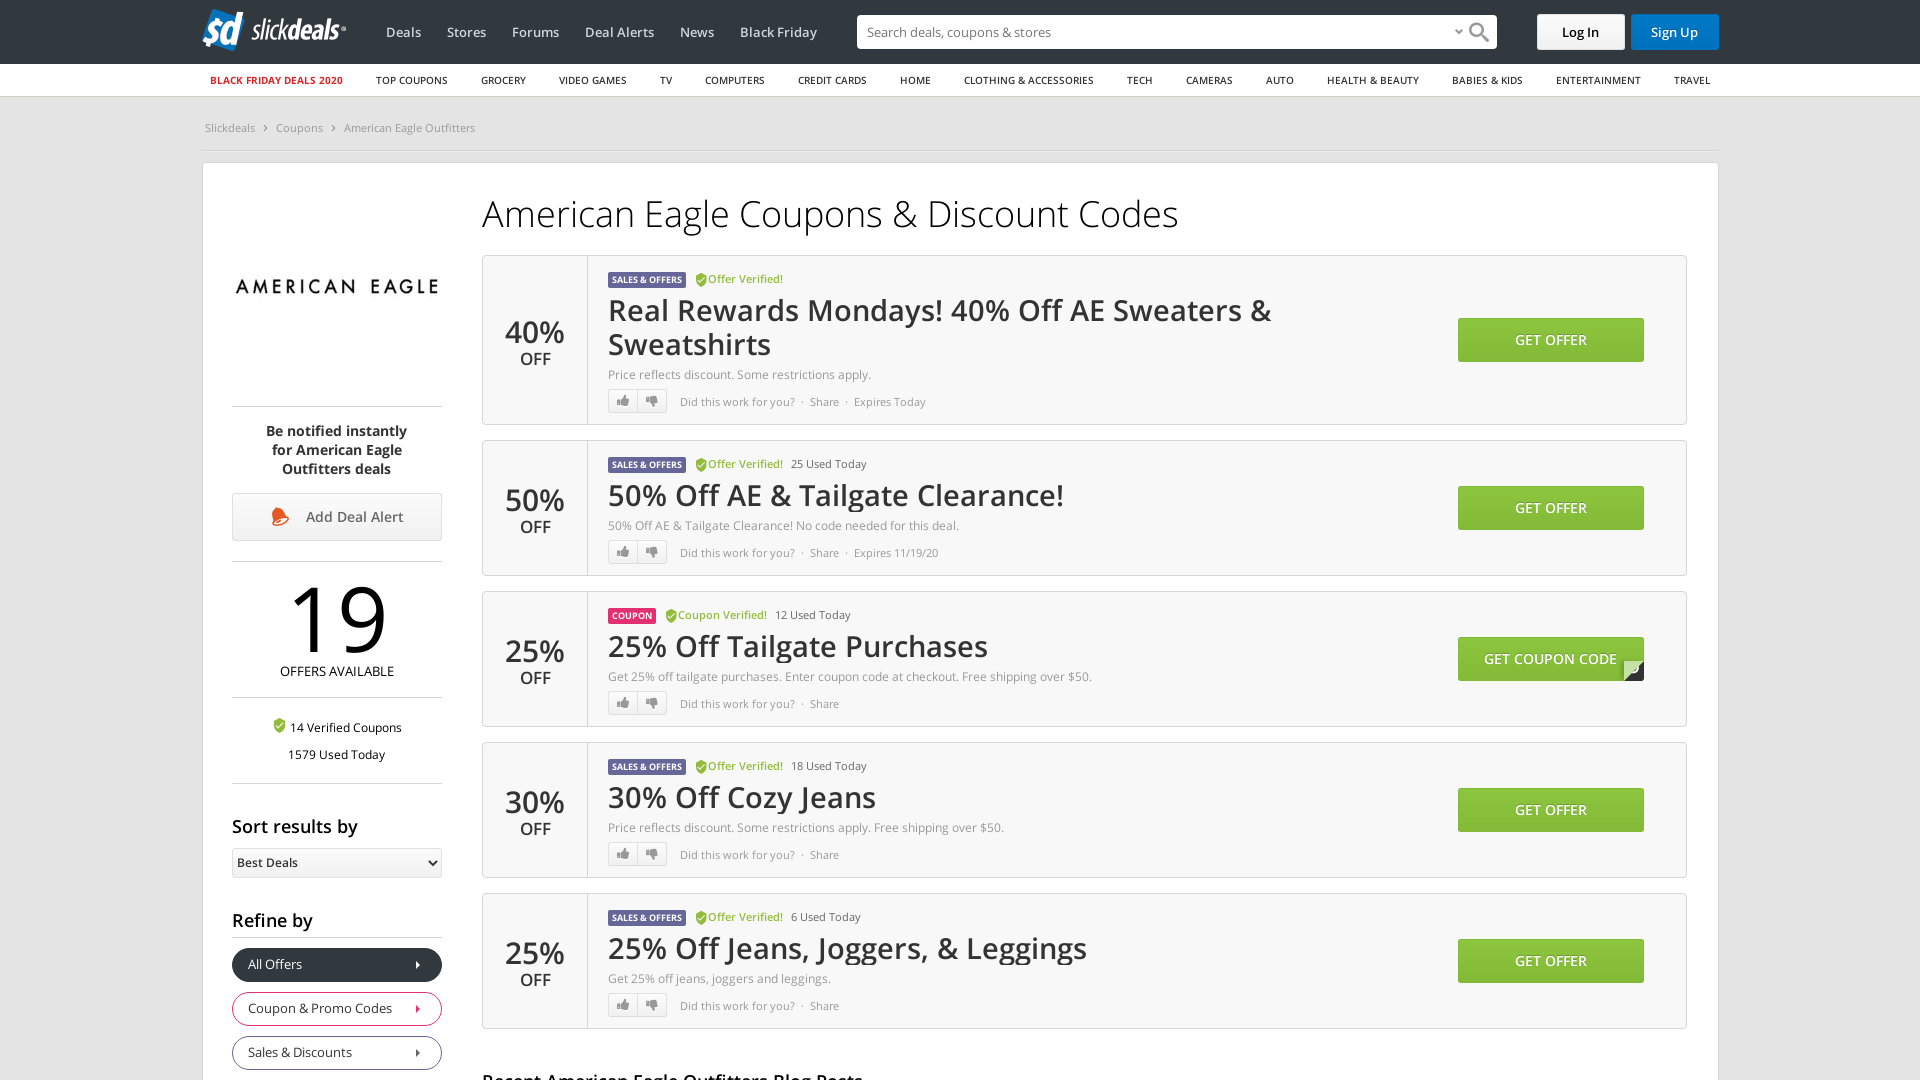 sd slickdeals
Deals Stores Forums Deal Alerts News Black Friday
Search deals, coupons & stores
Log In Sign Up
BLACK FRIDAY DEALS 2020 TOP COUPONS GROCERY VIDEO GAMES TV COMPUTERS CREDIT CARDS HOME CLOTHING & ACCESSORIES TECH CAMERAS AUTO HEALTH & BEAUTY BABIES & KIDS ENTERTAINMENT TRAVEL
Slickdeals > Coupons > American Eagle Outfitters
AMERICAN EAGLE
Be notified instantly
for American Eagle
Outfitters deals
Add Deal Alert
19
OFFERS AVAILABLE
14 Verified Coupons
1579 Used Today
Sort results by
Best Deals
Refine by
All Offers
Coupon & Promo Codes
Sales & Discounts
American Eagle Coupons & Discount Codes
40%
OFF
SALES & OFFERS Offer Verified!
Real Rewards Mondays! 40% Off AE Sweaters &
Sweatshirts
Price reflects discount. Some restrictions apply.
Did this work for you? · Share · Expires Today
GET OFFER
50%
OFF
SALES & OFFERS Offer Verified! 25 Used Today
50% Off AE & Tailgate Clearance!
50% Off AE & Tailgate Clearance! No code needed for this deal.
Did this work for you? · Share · Expires 11/19/20
GET OFFER
25%
OFF
COUPON Coupon Verified! 12 Used Today
25% Off Tailgate Purchases
Get 25% off tailgate purchases. Enter coupon code at checkout. Free shipping over $50.
Did this work for you? · Share
GET COUPON CODE
30%
OFF
SALES & OFFERS Offer Verified! 18 Used Today
30% Off Cozy Jeans
Price reflects discount. Some restrictions apply. Free shipping over $50.
Did this work for you? · Share
GET OFFER
25%
OFF
SALES & OFFERS Offer Verified! 6 Used Today
25% Off Jeans, Joggers, & Leggings
Get 25% off jeans, joggers and leggings.
Did this work for you? · Share
GET OFFER
Recent American Eagle Outfitters Blog Posts